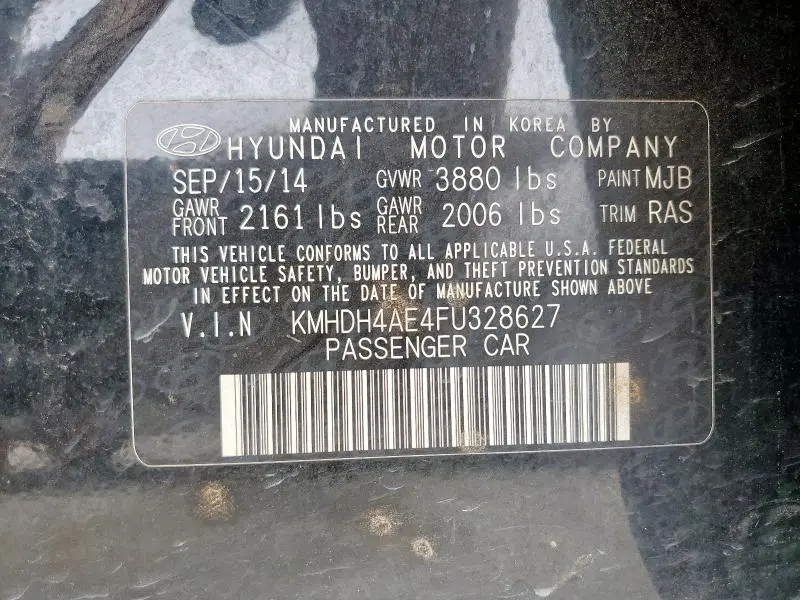 MANUFACTURED IN KOREA BY
HYUNDAI MOTOR COMPANY
SEP/15/14 GVWR 3880 lbs PAINT MJB
GAWR FRONT 2161 lbs GAWR REAR 2006 lbs TRIM RAS
THIS VEHICLE CONFORMS TO ALL APPLICABLE U.S.A. FEDERAL
MOTOR VEHICLE SAFETY, BUMPER, AND THEFT PREVENTION STANDARDS
IN EFFECT ON THE DATE OF MANUFACTURE SHOWN ABOVE
V.I.N KMHDH4AE4FU328627
PASSENGER CAR